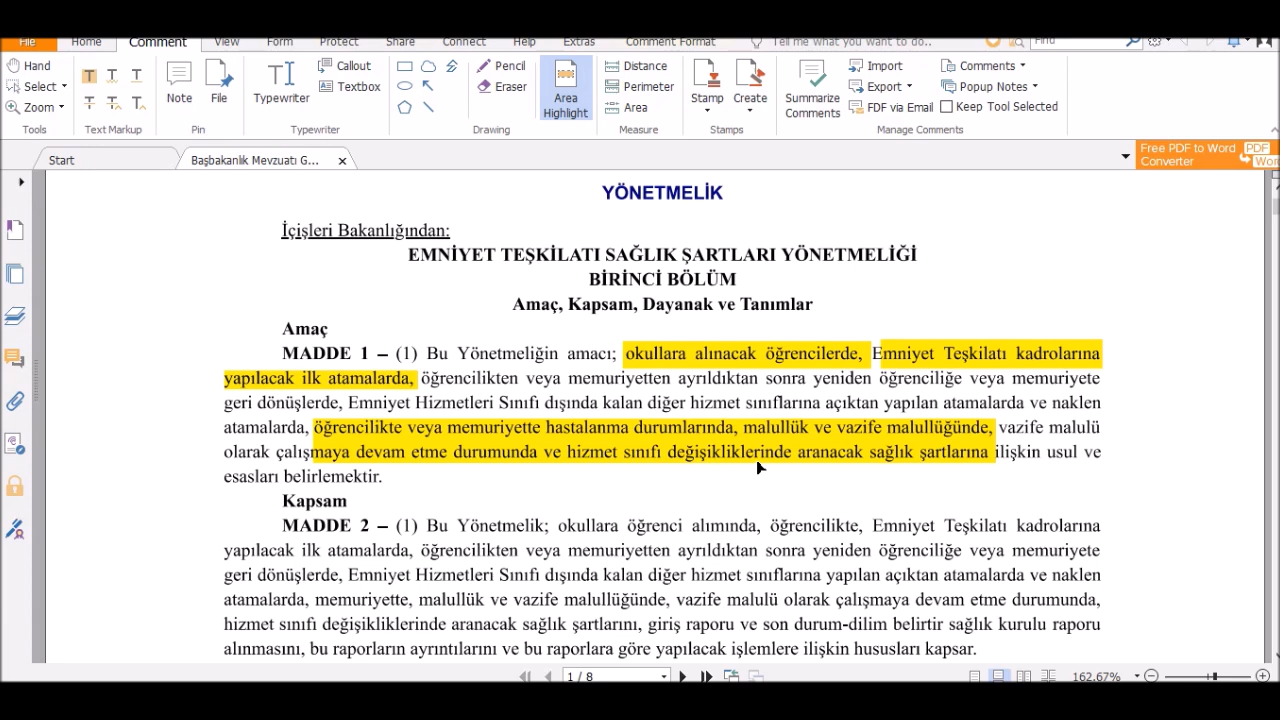 File Home Comment View Form Protect Share Connect Help Extras Comment Format Tell me what you want to do.. Find
Hand Select Zoom Tools
Text Markup
Note File Pin
Typewriter Callout Textbox Typewriter
Pencil Eraser Drawing
Area Highlight
Distance Perimeter Area Measure
Stamp Create Stamps
Summarize Comments Import Export FDF via Email Comments Popup Notes Keep Tool Selected Manage Comments
Start Başbakanlık Mevzuatı G... Free PDF to Word Converter PDF
YÖNETMELİK
İçişleri Bakanlığından:
EMNİYET TEŞKİLATI SAĞLIK ŞARTLARI YÖNETMELİĞİ
BİRİNCİ BÖLÜM
Amaç, Kapsam, Dayanak ve Tanımlar
Amaç
MADDE 1 – (1) Bu Yönetmeliğin amacı; okullara alınacak öğrencilerde, Emniyet Teşkilatı kadrolarına
yapılacak ilk atamalarda, öğrencilikten veya memuriyetten ayrıldıktan sonra yeniden öğrenciliğe veya memuriyete
geri dönüşlerde, Emniyet Hizmetleri Sınıfı dışında kalan diğer hizmet sınıflarına açıktan yapılan atamalarda ve naklen
atamalarda, öğrencilikte veya memuriyette hastalanma durumlarında, malullük ve vazife malullüğünde, vazife malulü
olarak çalışmaya devam etme durumunda ve hizmet sınıfı değişikliklerinde aranacak sağlık şartlarına ilişkin usul ve
esasları belirlemektir.
Kapsam
MADDE 2 – (1) Bu Yönetmelik; okullara öğrenci alımında, öğrencilikte, Emniyet Teşkilatı kadrolarına
yapılacak ilk atamalarda, öğrencilikten veya memuriyetten ayrıldıktan sonra yeniden öğrenciliğe veya memuriyete
geri dönüşlerde, Emniyet Hizmetleri Sınıfı dışında kalan diğer hizmet sınıflarına yapılan açıktan atamalarda ve naklen
atamalarda, memuriyette, malullük ve vazife malullüğünde, vazife malulü olarak çalışmaya devam etme durumunda,
hizmet sınıfı değişikliklerinde aranacak sağlık şartlarını, giriş raporu ve son durum-dilim belirtir sağlık kurulu raporu
alınmasını, bu raporların ayrıntılarını ve bu raporlara göre yapılacak işlemlere ilişkin hususları kapsar.
1 / 8 162.67%